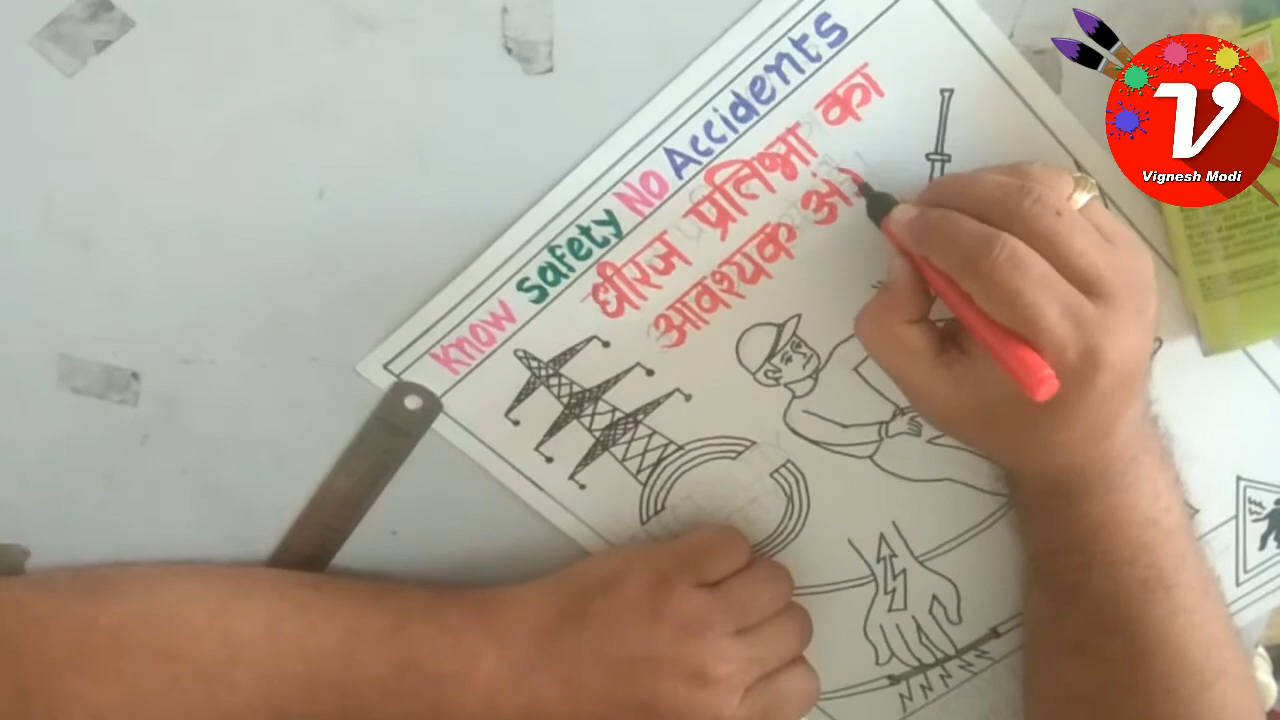 Know Safety No Accidents
धीरज प्रतिभा का
आवश्यक अं
V
Vignesh Modi